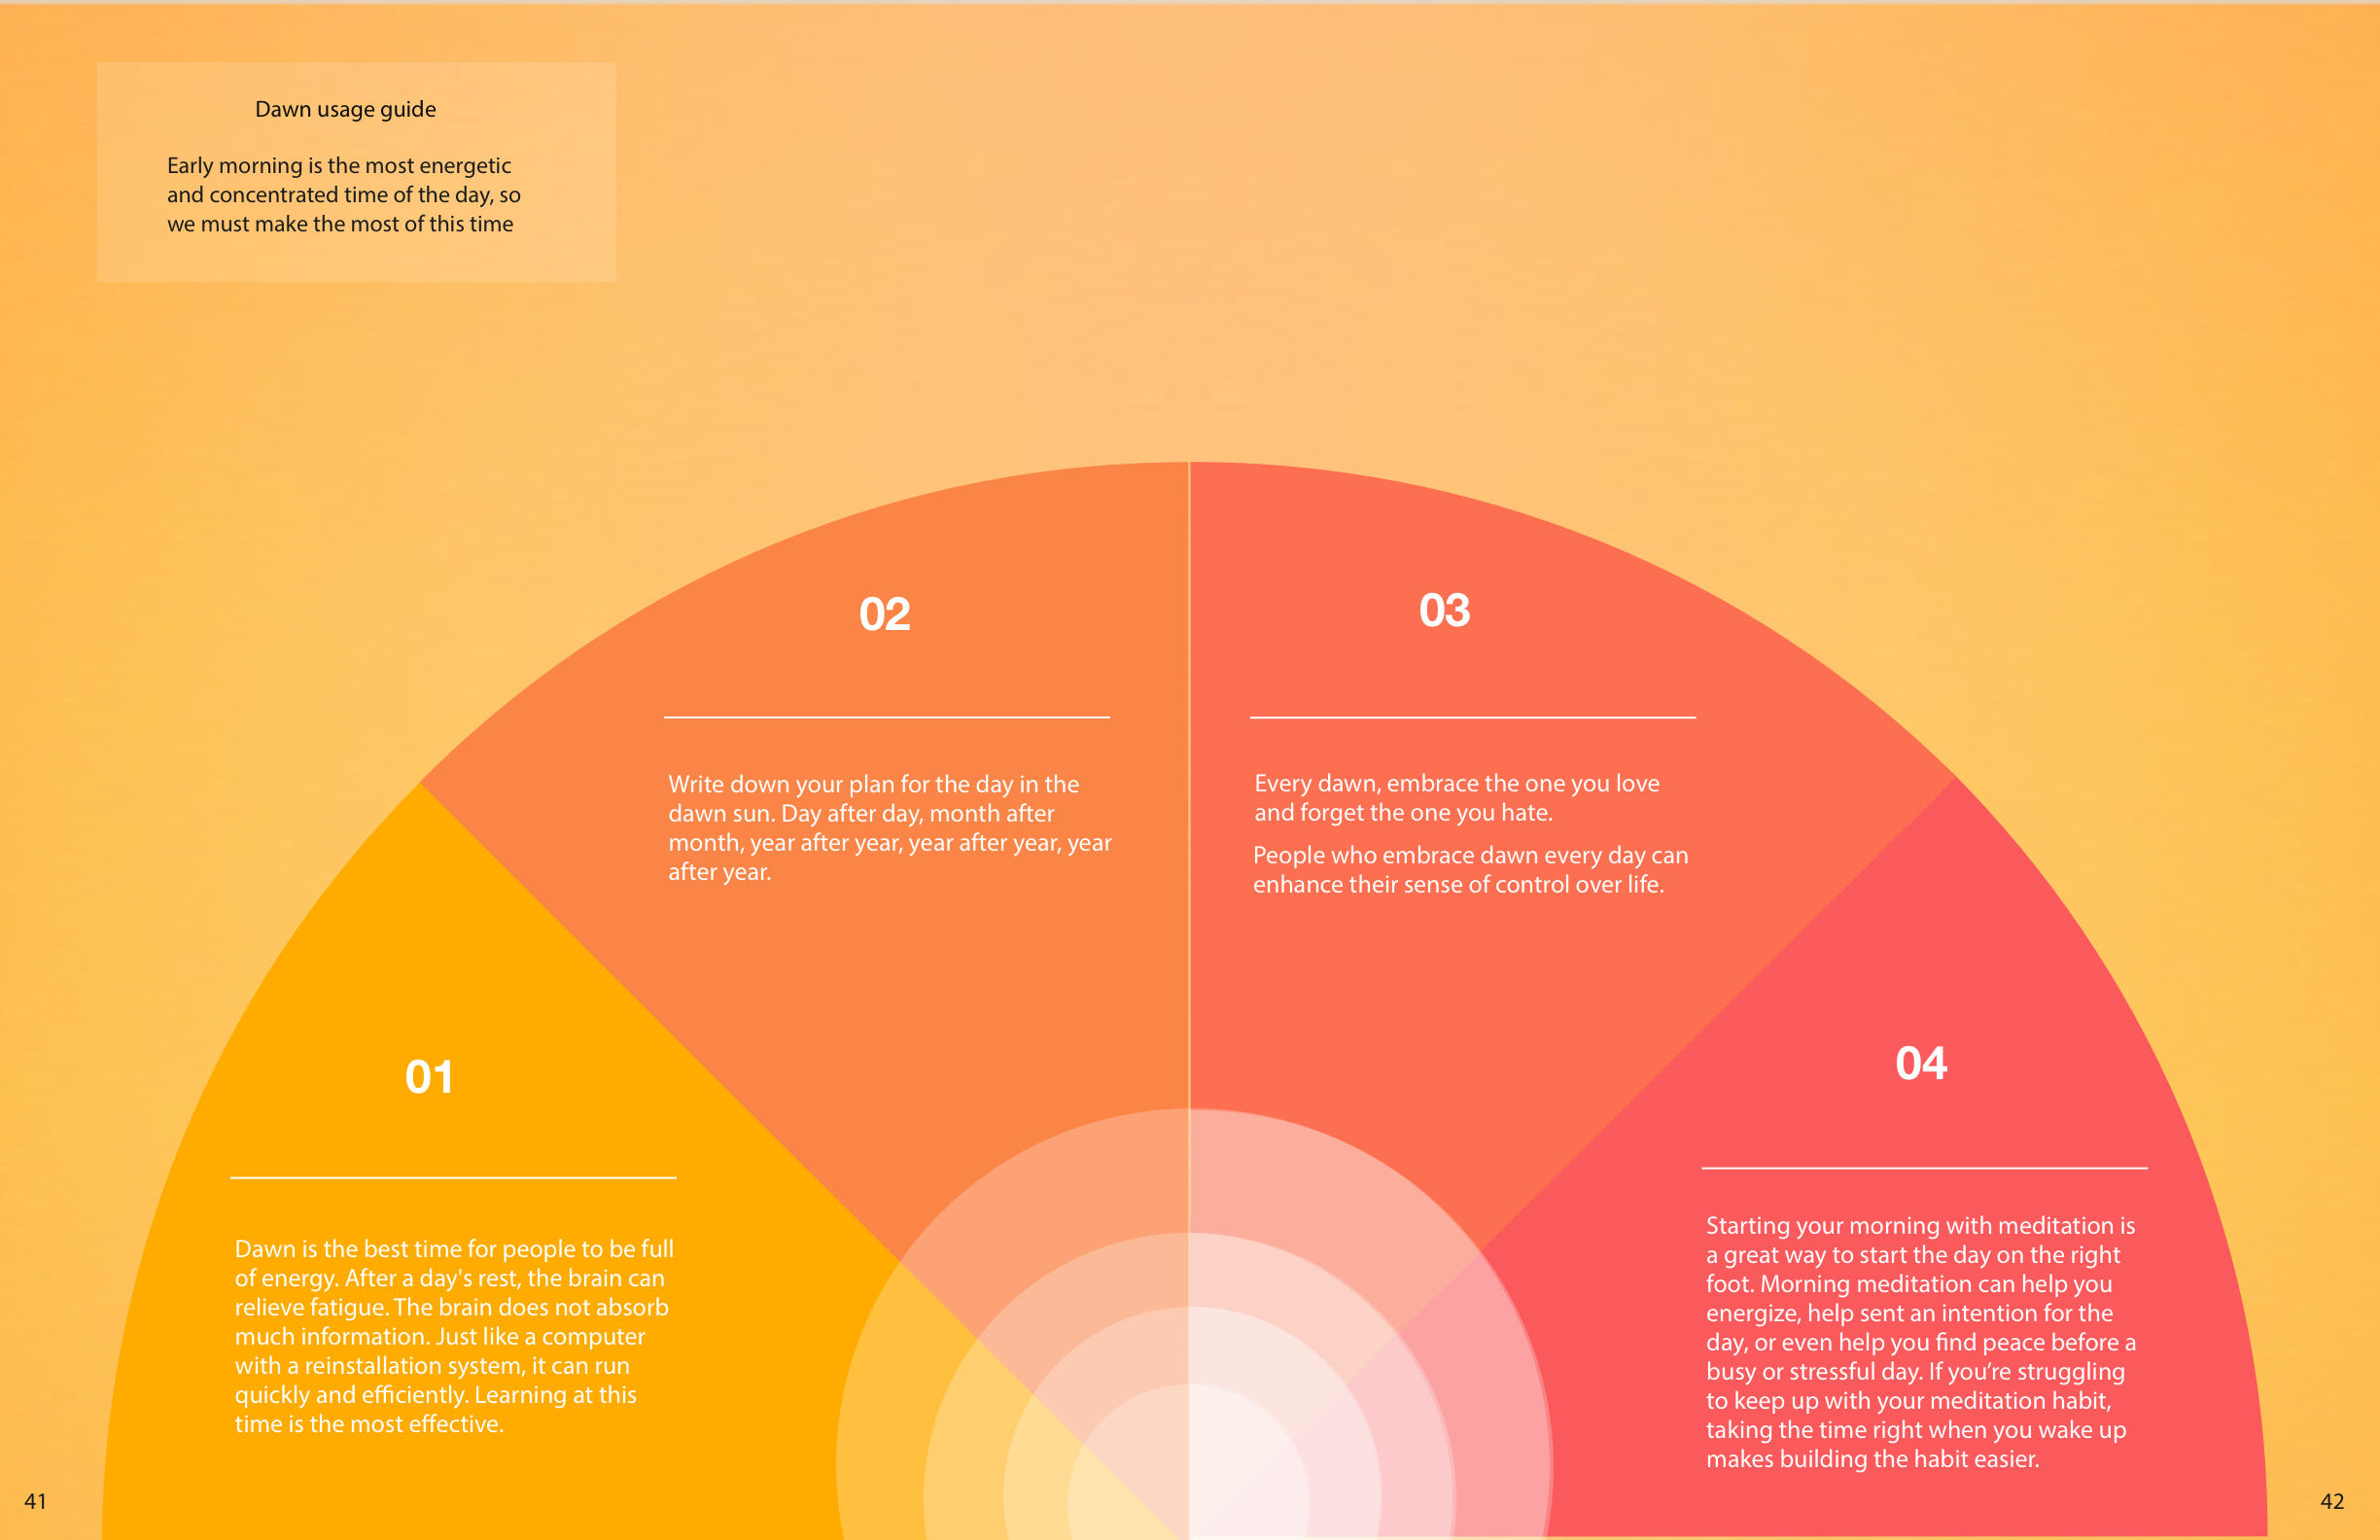 Dawn usage guide
Early morning is the most energetic
and concentrated time of the day, so
we must make the most of this time
01
Dawn is the best time for people to be full
of energy. After a day's rest, the brain can
relieve fatigue. The brain does not absorb
much information. Just like a computer
with a reinstallation system, it can run
quickly and efficiently. Learning at this
time is the most effective.
02
Write down your plan for the day in the
dawn sun. Day after day, month after
month, year after year, year after year, year
after year.
03
Every dawn, embrace the one you love
and forget the one you hate.
People who embrace dawn every day can
enhance their sense of control over life.
04
Starting your morning with meditation is
a great way to start the day on the right
foot. Morning meditation can help you
energize, help sent an intention for the
day, or even help you find peace before a
busy or stressful day. If you’re struggling
to keep up with your meditation habit,
taking the time right when you wake up
makes building the habit easier.
41
42